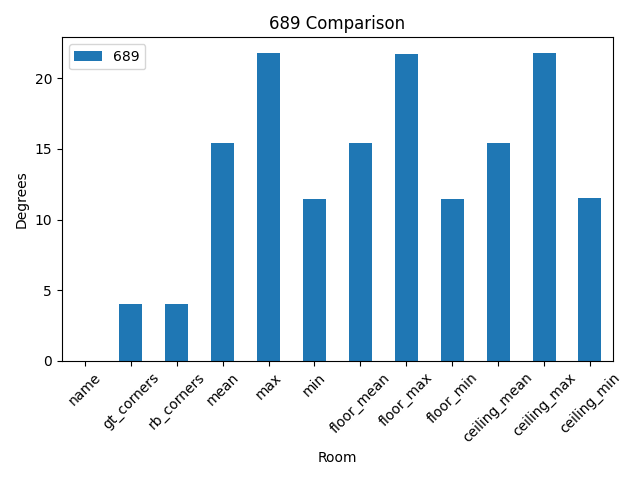 689 Comparison
689
Degrees
20
15
10
5
0
name
gt_corners
rb_corners
mean
max
min
floor_mean
floor_max
floor_min
ceiling_mean
ceiling_max
ceiling_min
Room